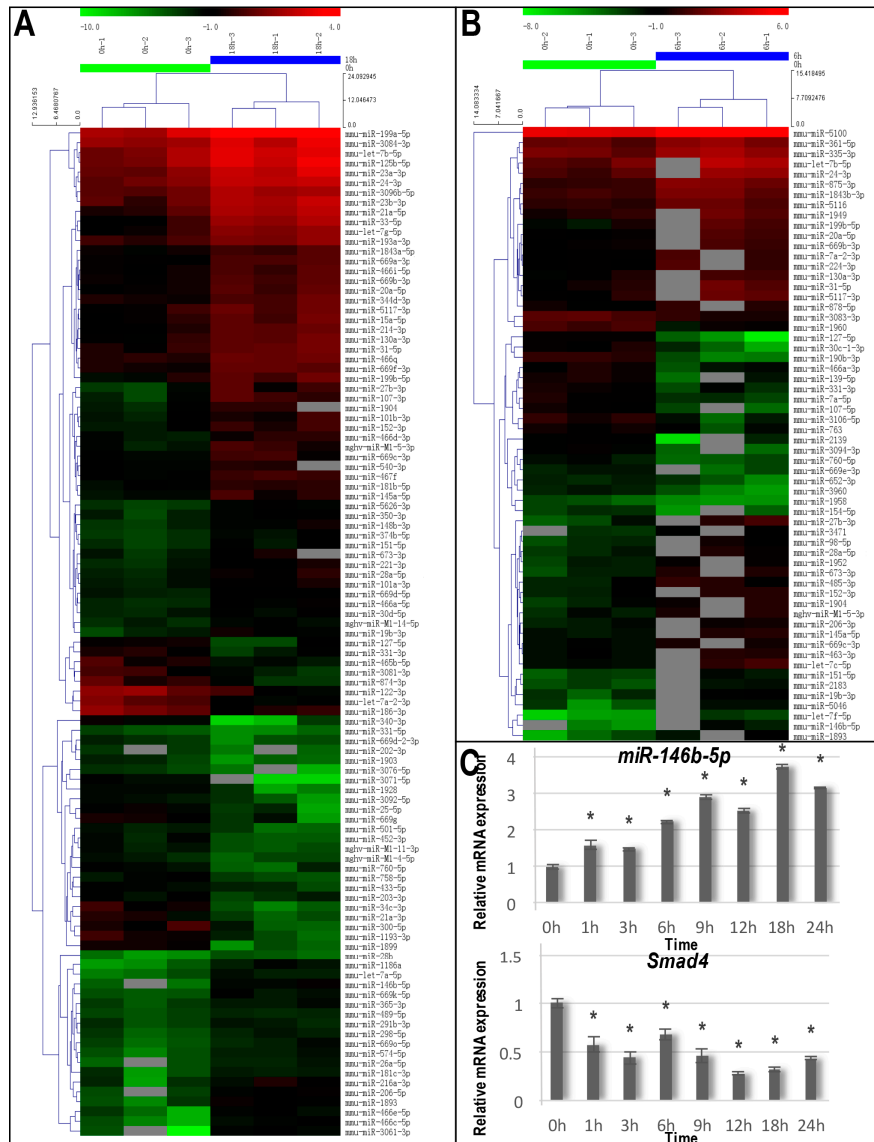 A
-10.0
-1.0
4.0
0h-1
0h-2
0h-3
18h-3
18h-1
18h-2
18h
0h
24.092945
12.046473
0.0
12.936153
6.4680767
0.0
mmu-miR-199a-5p
mmu-miR-3084-3p
mmu-let-7b-5p
mmu-miR-125b-5p
mmu-miR-23a-3p
mmu-miR-24-3p
mmu-miR-3096b-5p
mmu-miR-23b-3p
mmu-miR-21a-5p
mmu-miR-33-5p
mmu-let-7g-5p
mmu-miR-193a-3p
mmu-miR-1843a-5p
mmu-miR-669a-3p
mmu-miR-466i-5p
mmu-miR-669b-3p
mmu-miR-20a-5p
mmu-miR-344d-3p
mmu-miR-5117-3p
mmu-miR-15a-5p
mmu-miR-214-3p
mmu-miR-130a-3p
mmu-miR-31-5p
mmu-miR-466q
mmu-miR-669f-3p
mmu-miR-199b-5p
mmu-miR-27b-3p
mmu-miR-107-3p
mmu-miR-1904
mmu-miR-101b-3p
mmu-miR-152-3p
mmu-miR-466d-3p
mghv-miR-M1-5-3p
mmu-miR-669c-3p
mmu-miR-540-3p
mmu-miR-467f
mmu-miR-181b-5p
mmu-miR-145a-5p
mmu-miR-5626-3p
mmu-miR-350-3p
mmu-miR-148b-3p
mmu-miR-374b-5p
mmu-miR-151-5p
mmu-miR-673-3p
mmu-miR-221-3p
mmu-miR-28a-5p
mmu-miR-101a-3p
mmu-miR-669d-5p
mmu-miR-466a-5p
mmu-miR-30d-5p
mghv-miR-M1-14-5p
mmu-miR-19b-3p
mmu-miR-127-5p
mmu-miR-331-3p
mmu-miR-465b-5p
mmu-miR-3081-3p
mmu-miR-874-3p
mmu-miR-122-3p
mmu-let-7a-2-3p
mmu-miR-186-3p
mmu-miR-340-3p
mmu-miR-331-5p
mmu-miR-669d-2-3p
mmu-miR-202-3p
mmu-miR-1903
mmu-miR-3076-5p
mmu-miR-3071-5p
mmu-miR-1928
mmu-miR-3092-5p
mmu-miR-25-5p
mmu-miR-669g
mmu-miR-501-5p
mmu-miR-452-3p
mghv-miR-M1-11-3p
mghv-miR-M1-4-5p
mmu-miR-760-5p
mmu-miR-758-5p
mmu-miR-433-5p
mmu-miR-203-3p
mmu-miR-34c-3p
mmu-miR-21a-3p
mmu-miR-300-5p
mmu-miR-1193-3p
mmu-miR-1899
mmu-miR-28b
mmu-miR-1186a
mmu-let-7a-5p
mmu-miR-146b-5p
mmu-miR-669k-5p
mmu-miR-365-3p
mmu-miR-489-5p
mmu-miR-291b-3p
mmu-miR-298-5p
mmu-miR-669o-5p
mmu-miR-574-5p
mmu-miR-26a-5p
mmu-miR-181c-3p
mmu-miR-216a-3p
mmu-miR-206-5p
mmu-miR-1893
mmu-miR-466e-5p
mmu-miR-466c-5p
mmu-miR-3061-3p
B
-8.0
-1.0
6.0
0h-2
0h-1
0h-3
6h-3
6h-2
6h-1
6h
0h
15.418495
7.7092476
0.0
14.083334
7.041667
0.0
mmu-miR-5100
mmu-miR-361-5p
mmu-miR-335-3p
mmu-let-7b-5p
mmu-miR-24-3p
mmu-miR-875-3p
mmu-miR-1843b-3p
mmu-miR-5116
mmu-miR-1949
mmu-miR-199b-5p
mmu-miR-20a-5p
mmu-miR-669b-3p
mmu-miR-7a-2-3p
mmu-miR-224-3p
mmu-miR-130a-3p
mmu-miR-31-5p
mmu-miR-5117-3p
mmu-miR-878-5p
mmu-miR-3083-3p
mmu-miR-1960
mmu-miR-127-5p
mmu-miR-30c-1-3p
mmu-miR-190b-3p
mmu-miR-466a-3p
mmu-miR-139-5p
mmu-miR-331-3p
mmu-miR-7a-5p
mmu-miR-107-5p
mmu-miR-3106-5p
mmu-miR-763
mmu-miR-2139
mmu-miR-3094-3p
mmu-miR-760-5p
mmu-miR-669e-3p
mmu-miR-652-3p
mmu-miR-3960
mmu-miR-1958
mmu-miR-154-5p
mmu-miR-27b-3p
mmu-miR-3471
mmu-miR-98-5p
mmu-miR-28a-5p
mmu-miR-1952
mmu-miR-673-3p
mmu-miR-485-3p
mmu-miR-152-3p
mmu-miR-1904
mghv-miR-M1-5-3p
mmu-miR-206-3p
mmu-miR-145a-5p
mmu-miR-669c-3p
mmu-miR-463-3p
mmu-let-7c-5p
mmu-miR-151-5p
mmu-miR-2183
mmu-miR-19b-3p
mmu-miR-5046
mmu-let-7f-5p
mmu-miR-146b-5p
mmu-miR-1893
C
miR-146b-5p
Relative mRNA expression
4
3
2
1
0
* * * * * * *
0h 1h 3h 6h 9h 12h 18h 24h
Time
Smad4
Relative mRNA expression
1.5
1
0.5
0
* * * * * * *
0h 1h 3h 6h 9h 12h 18h 24h
Time